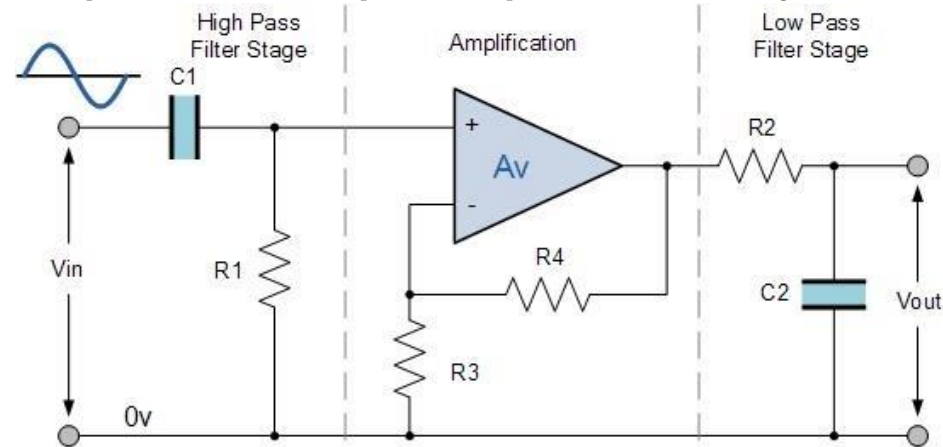 High Pass
Filter Stage
Amplification
Low Pass
Filter Stage
C1
+
R2
Av
-
R4
Vin
R1
C2
Vout
R3
0v